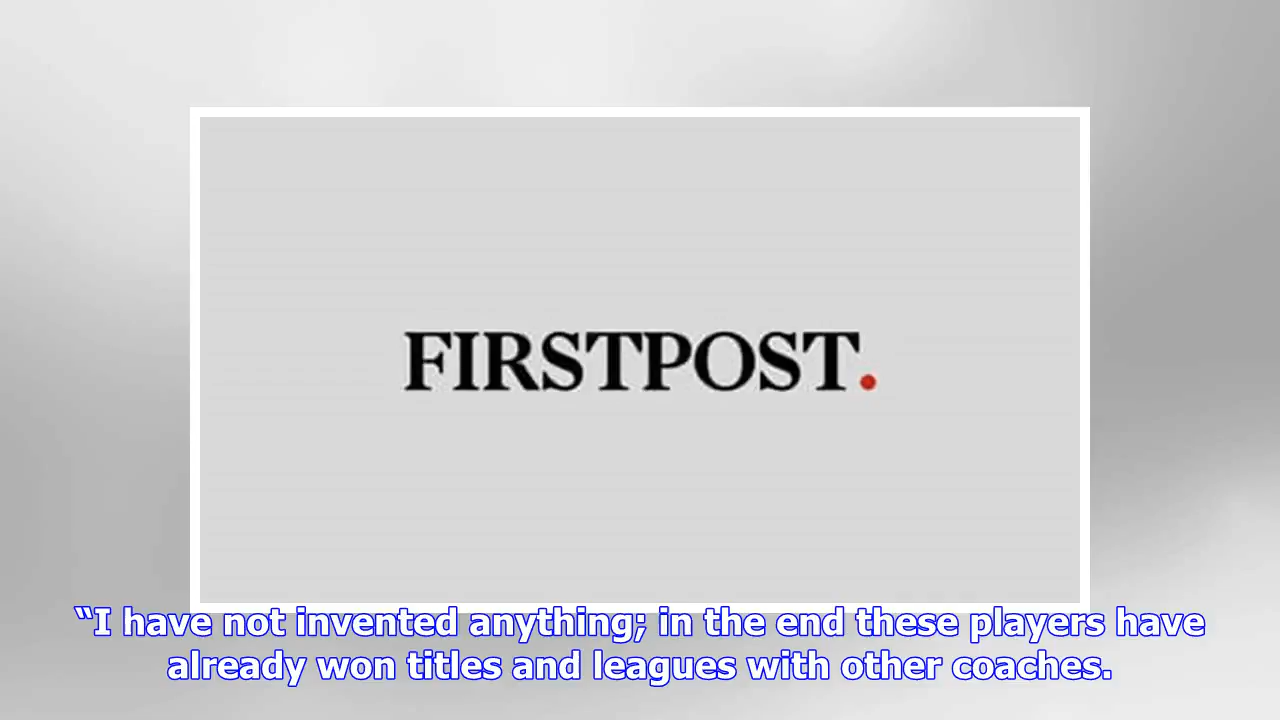 FIRSTPOST.
“I have not invented anything; in the end these players have
already won titles and leagues with other coaches.